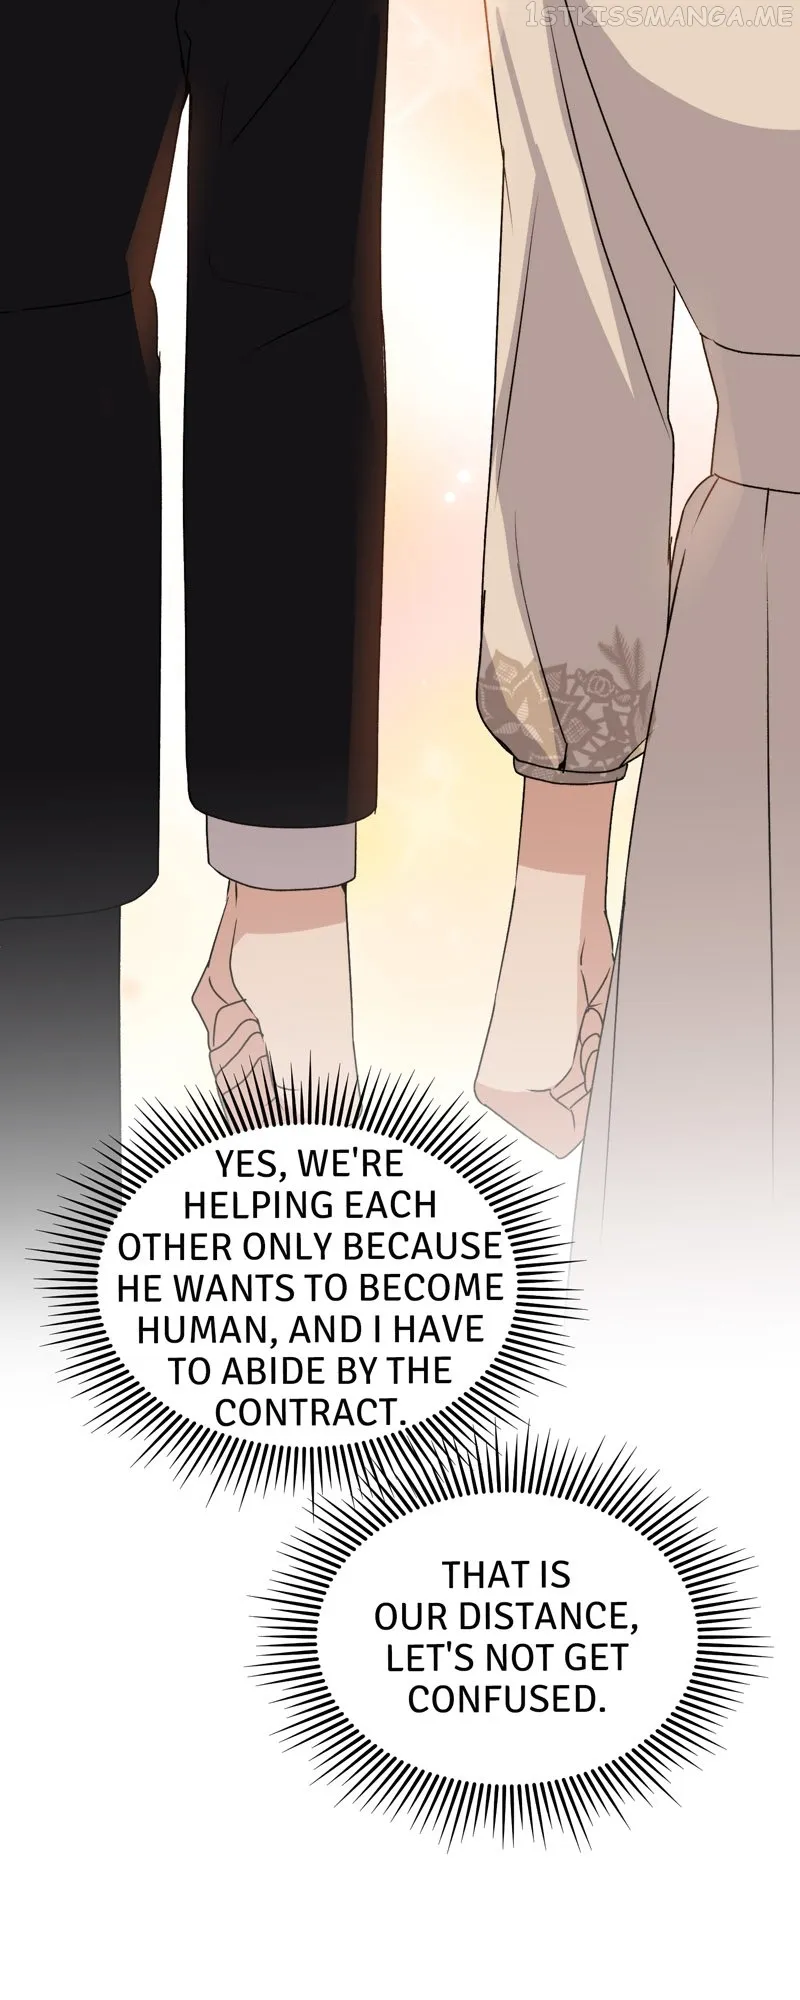 1STKISSMANGA.ME
YES, WE'RE
HELPING EACH
OTHER ONLY BECAUSE
HE WANTS TO BECOME
HUMAN, AND I HAVE
TO ABIDE BY THE
CONTRACT.
THAT IS
OUR DISTANCE,
LET'S NOT GET
CONFUSED.